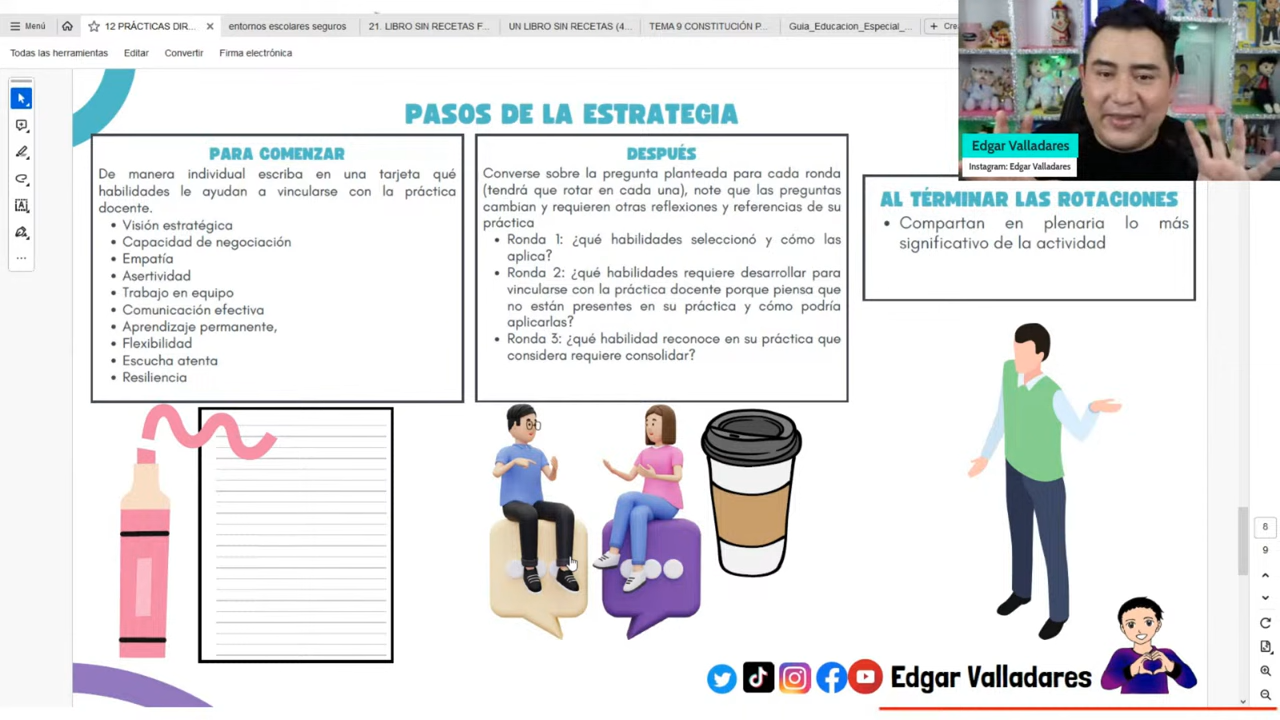 Menú
12 PRÁCTICAS DIR...
entornos escolares seguros
21. LIBRO SIN RECETAS F...
UN LIBRO SIN RECETAS (4...
TEMA 9 CONSTITUCIÓN P...
Guia_Educacion_Especial_...
Todas las herramientas
Editar
Convertir
Firma electrónica
Edgar Valladares
Instagram: Edgar Valladares
PASOS DE LA ESTRATEGIA
PARA COMENZAR
De manera individual escriba en una tarjeta qué
habilidades le ayudan a vincularse con la práctica
docente.
• Visión estratégica
• Capacidad de negociación
• Empatía
• Asertividad
• Trabajo en equipo
• Comunicación efectiva
• Aprendizaje permanente,
• Flexibilidad
• Escucha atenta
• Resiliencia
DESPUÉS
Converse sobre la pregunta planteada para cada ronda
(tendrá que rotar en cada una), note que las preguntas
cambian y requieren otras reflexiones y referencias de su
práctica
• Ronda 1: ¿qué habilidades seleccionó y cómo las
aplica?
• Ronda 2: ¿qué habilidades requiere desarrollar para
vincularse con la práctica docente porque piensa que
no están presentes en su práctica y cómo podría
aplicarlas?
• Ronda 3: ¿qué habilidad reconoce en su práctica que
considera requiere consolidar?
AL TÉRMINAR LAS ROTACIONES
• Compartan en plenaria lo más
significativo de la actividad
8
9
Edgar Valladares